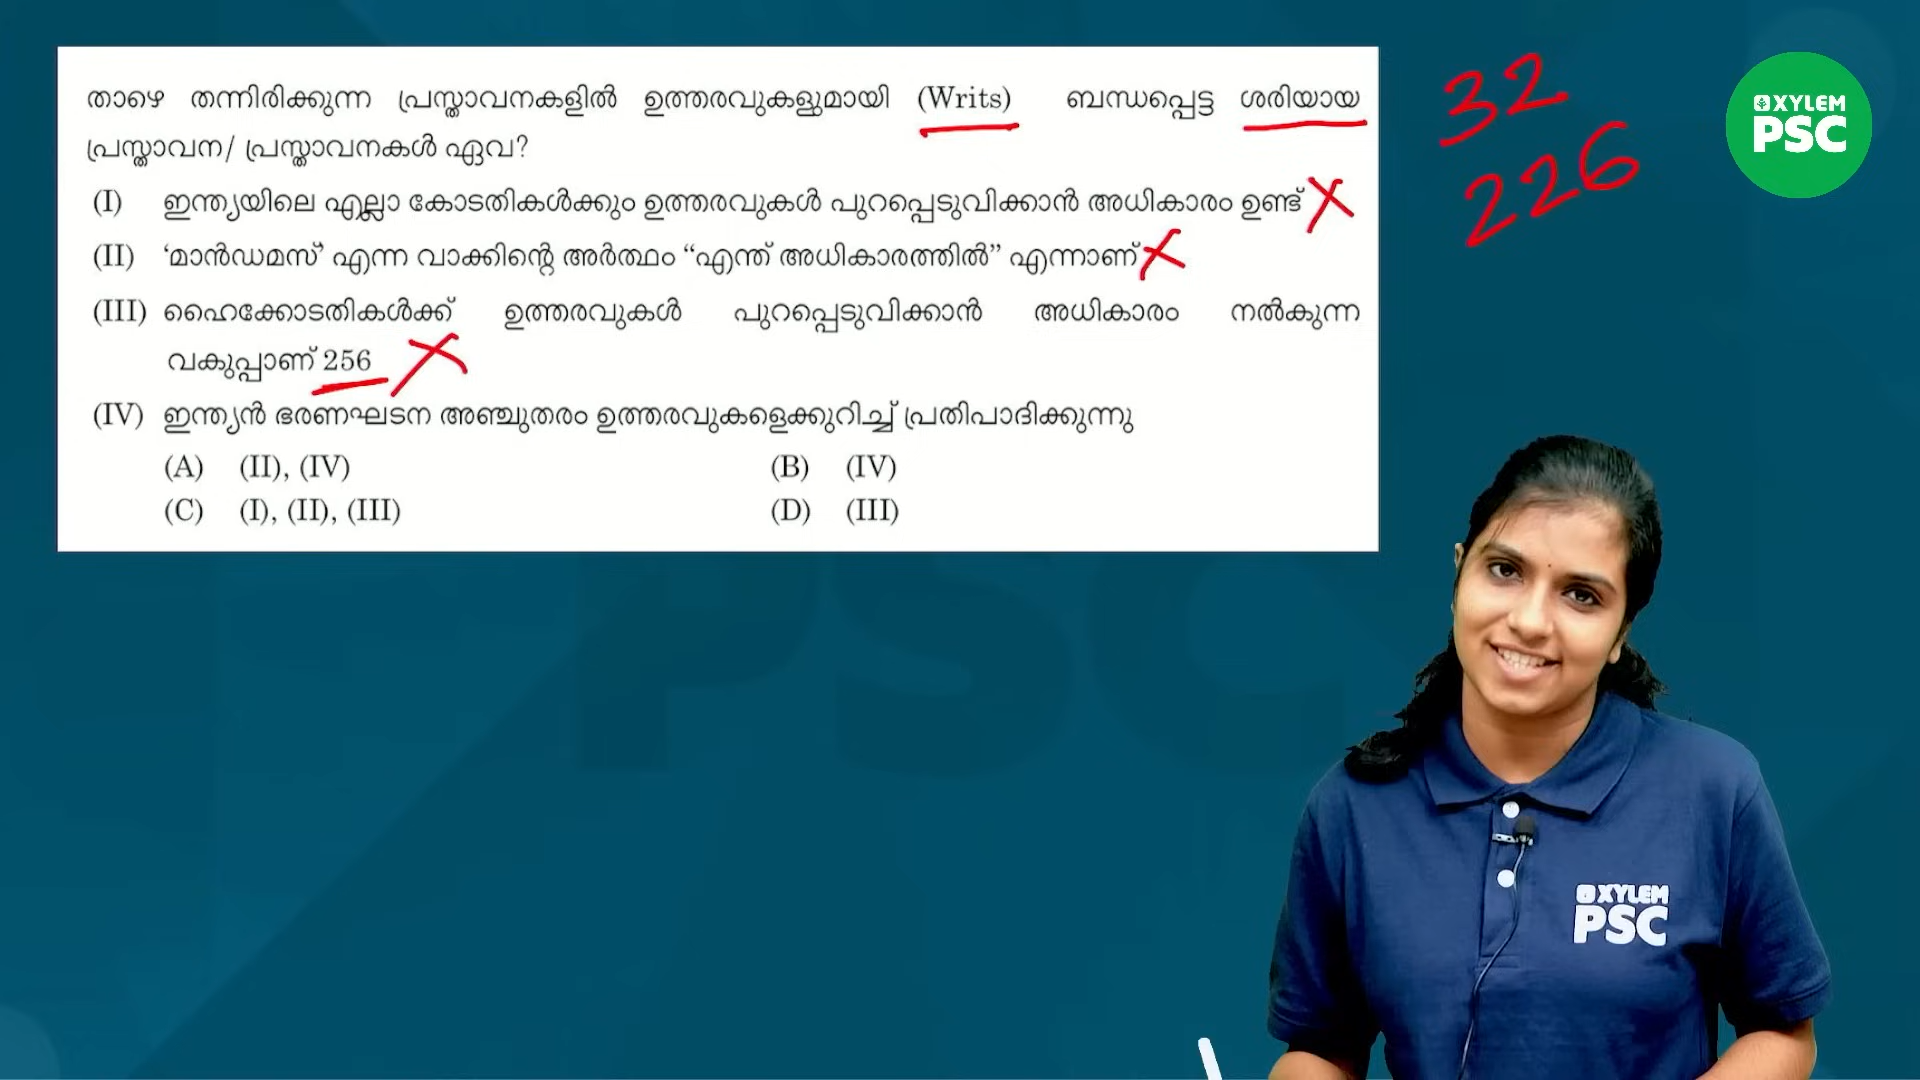 താഴെ തന്നിരിക്കുന്ന പ്രസ്താവനകളിൽ ഉത്തരവുകളുമായി (Writs) ബന്ധപ്പെട്ട ശരിയായ
പ്രസ്താവന/ പ്രസ്താവനകൾ ഏവ?
(I) ഇന്ത്യയിലെ എല്ലാ കോടതികൾക്കും ഉത്തരവുകൾ പുറപ്പെടുവിക്കാൻ അധികാരം ഉണ്ട്
(II) ‘മാൻഡമസ്’ എന്ന വാക്കിന്റെ അർത്ഥം “എന്ത് അധികാരത്തിൽ” എന്നാണ്
(III) ഹൈക്കോടതികൾക്ക് ഉത്തരവുകൾ പുറപ്പെടുവിക്കാൻ അധികാരം നൽകുന്ന
വകുപ്പാണ് 256
(IV) ഇന്ത്യൻ ഭരണഘടന അഞ്ചുതരം ഉത്തരവുകളെക്കുറിച്ച് പ്രതിപാദിക്കുന്നു
(A) (II), (IV) (B) (IV)
(C) (I), (II), (III) (D) (III)
32
226
XYLEM
PSC
XYLEM
PSC
PSC